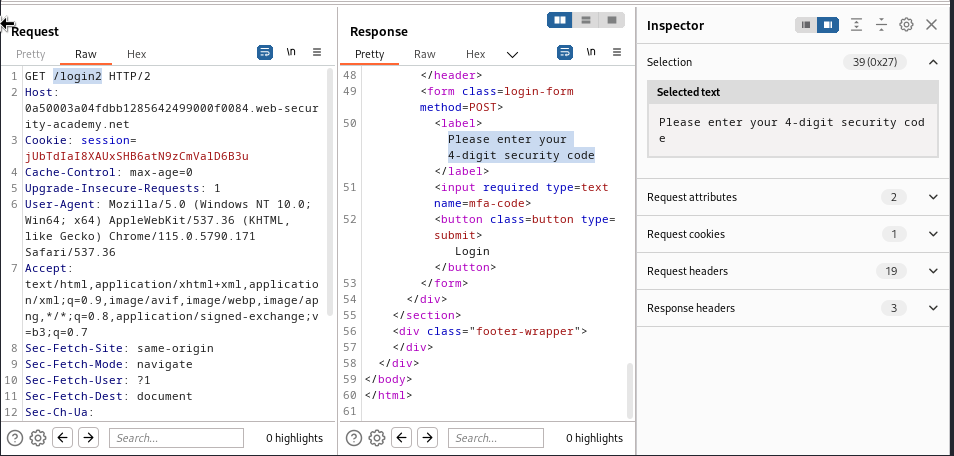 Request
Pretty Raw Hex \n
1 GET /login2 HTTP/2
2 Host:
0a50003a04fdbb1285642499000f0084.web-secur
ity-academy.net
3 Cookie: session=
jUbTdIaI8XAUxSHB6atN9zCmVa1D6B3u
4 Cache-Control: max-age=0
5 Upgrade-Insecure-Requests: 1
6 User-Agent: Mozilla/5.0 (Windows NT 10.0;
Win64; x64) AppleWebKit/537.36 (KHTML,
like Gecko) Chrome/115.0.5790.171
Safari/537.36
7 Accept:
text/html,application/xhtml+xml,applicatio
n/xml;q=0.9,image/avif,image/webp,image/ap
ng,*/*;q=0.8,application/signed-exchange;v
=b3;q=0.7
8 Sec-Fetch-Site: same-origin
9 Sec-Fetch-Mode: navigate
10 Sec-Fetch-User: ?1
11 Sec-Fetch-Dest: document
12 Sec-Ch-Ua:
Search... 0 highlights
Response
Pretty Raw Hex \n
48 </header>
49 <form class=login-form
method=POST>
50 <label>
Please enter your
4-digit security code
</label>
51 <input required type=text
name=mfa-code>
52 <button class=button type=
submit>
Login
</button>
53 </form>
54 </div>
55 </section>
56 <div class="footer-wrapper">
57 </div>
58 </div>
59 </body>
60 </html>
61
Search... 0 highlights
Inspector
Selection 39 (0x27)
Selected text
Please enter your 4-digit security cod
e
Request attributes 2
Request cookies 1
Request headers 19
Response headers 3